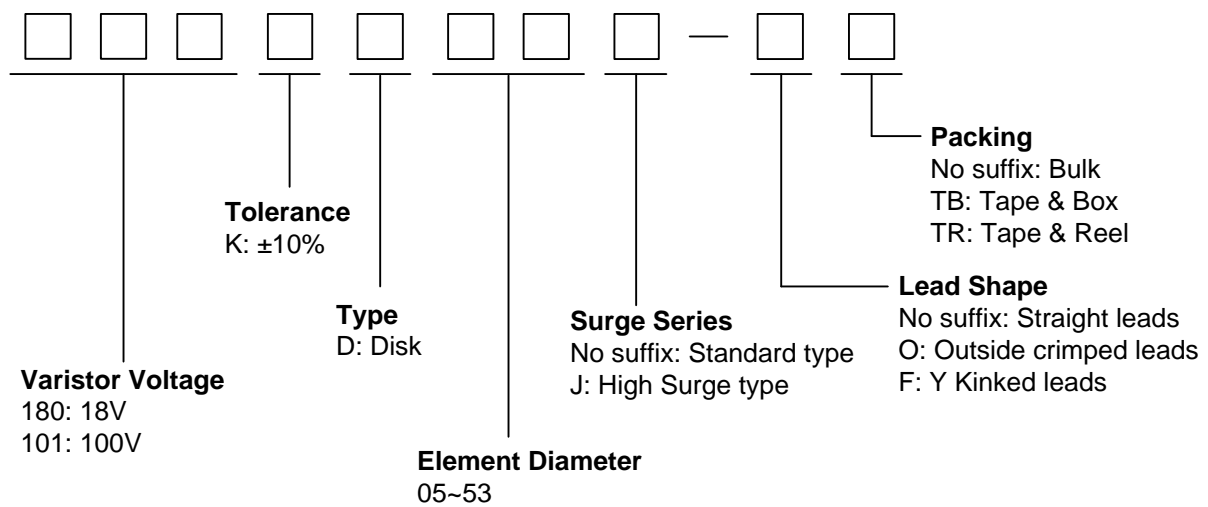 Packing
No suffix: Bulk
TB: Tape & Box
TR: Tape & Reel
Tolerance
K: ±10%
Lead Shape
No suffix: Straight leads
O: Outside crimped leads
F: Y Kinked leads
Type
D: Disk
Surge Series
No suffix: Standard type
J: High Surge type
Varistor Voltage
180: 18V
101: 100V
Element Diameter
05~53